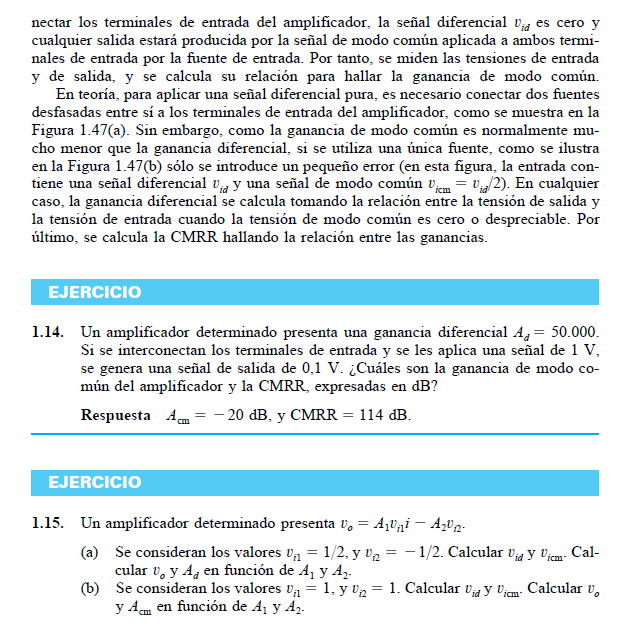 nectar los terminales de entrada del amplificador, la señal diferencial v_id es cero y
cualquier salida estará producida por la señal de modo común aplicada a ambos termi-
nales de entrada por la fuente de entrada. Por tanto, se miden las tensiones de entrada
y de salida, y se calcula su relación para hallar la ganancia de modo común.
En teoría, para aplicar una señal diferencial pura, es necesario conectar dos fuentes
desfasadas entre sí a los terminales de entrada del amplificador, como se muestra en la
Figura 1.47(a). Sin embargo, como la ganancia de modo común es normalmente mu-
cho menor que la ganancia diferencial, si se utiliza una única fuente, como se ilustra
en la Figura 1.47(b) sólo se introduce un pequeño error (en esta figura, la entrada con-
tiene una señal diferencial v_id y una señal de modo común v_icm = v_id/2). En cualquier
caso, la ganancia diferencial se calcula tomando la relación entre la tensión de salida y
la tensión de entrada cuando la tensión de modo común es cero o despreciable. Por
último, se calcula la CMRR hallando la relación entre las ganancias.
EJERCICIO
1.14. Un amplificador determinado presenta una ganancia diferencial A_d = 50.000.
Si se interconectan los terminales de entrada y se les aplica una señal de 1 V,
se genera una señal de salida de 0,1 V. ¿Cuáles son la ganancia de modo co-
mún del amplificador y la CMRR, expresadas en dB?
Respuesta A_cm = −20 dB, y CMRR = 114 dB.
EJERCICIO
1.15. Un amplificador determinado presenta v_o = A_1v_i1i − A_2v_i2.
(a) Se consideran los valores v_i1 = 1/2, y v_i2 = −1/2. Calcular v_id y v_icm. Cal-
cular v_o y A_d en función de A_1 y A_2.
(b) Se consideran los valores v_i1 = 1, y v_i2 = 1. Calcular v_id y v_icm. Calcular v_o
y A_cm en función de A_1 y A_2.